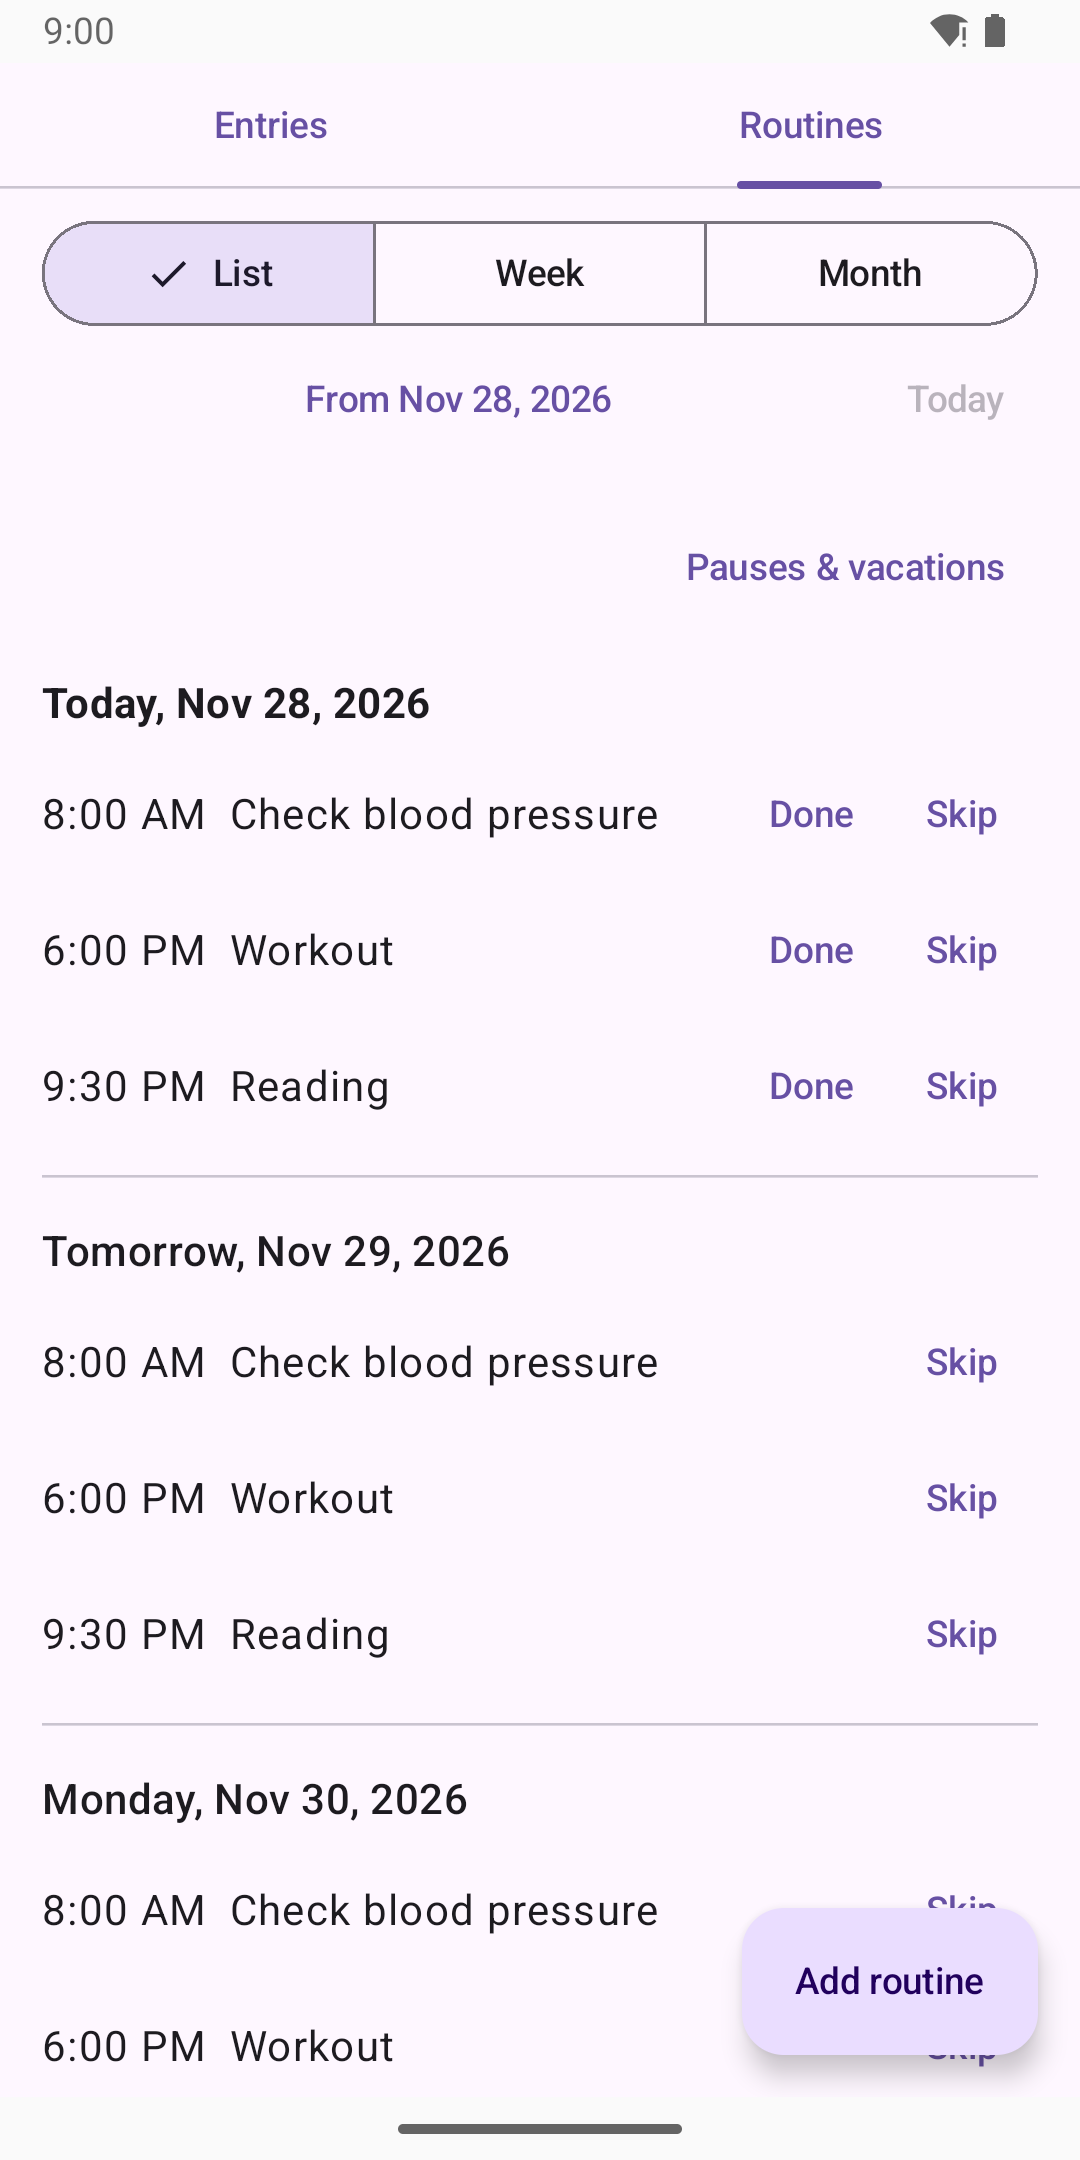 9:00
Entries Routines
List Week Month
From Nov 28, 2026 Today
Pauses & vacations
Today, Nov 28, 2026
8:00 AM Check blood pressure Done Skip
6:00 PM Workout Done Skip
9:30 PM Reading Done Skip
Tomorrow, Nov 29, 2026
8:00 AM Check blood pressure Skip
6:00 PM Workout Skip
9:30 PM Reading Skip
Monday, Nov 30, 2026
8:00 AM Check blood pressure Skip
Add routine
6:00 PM Workout Skip